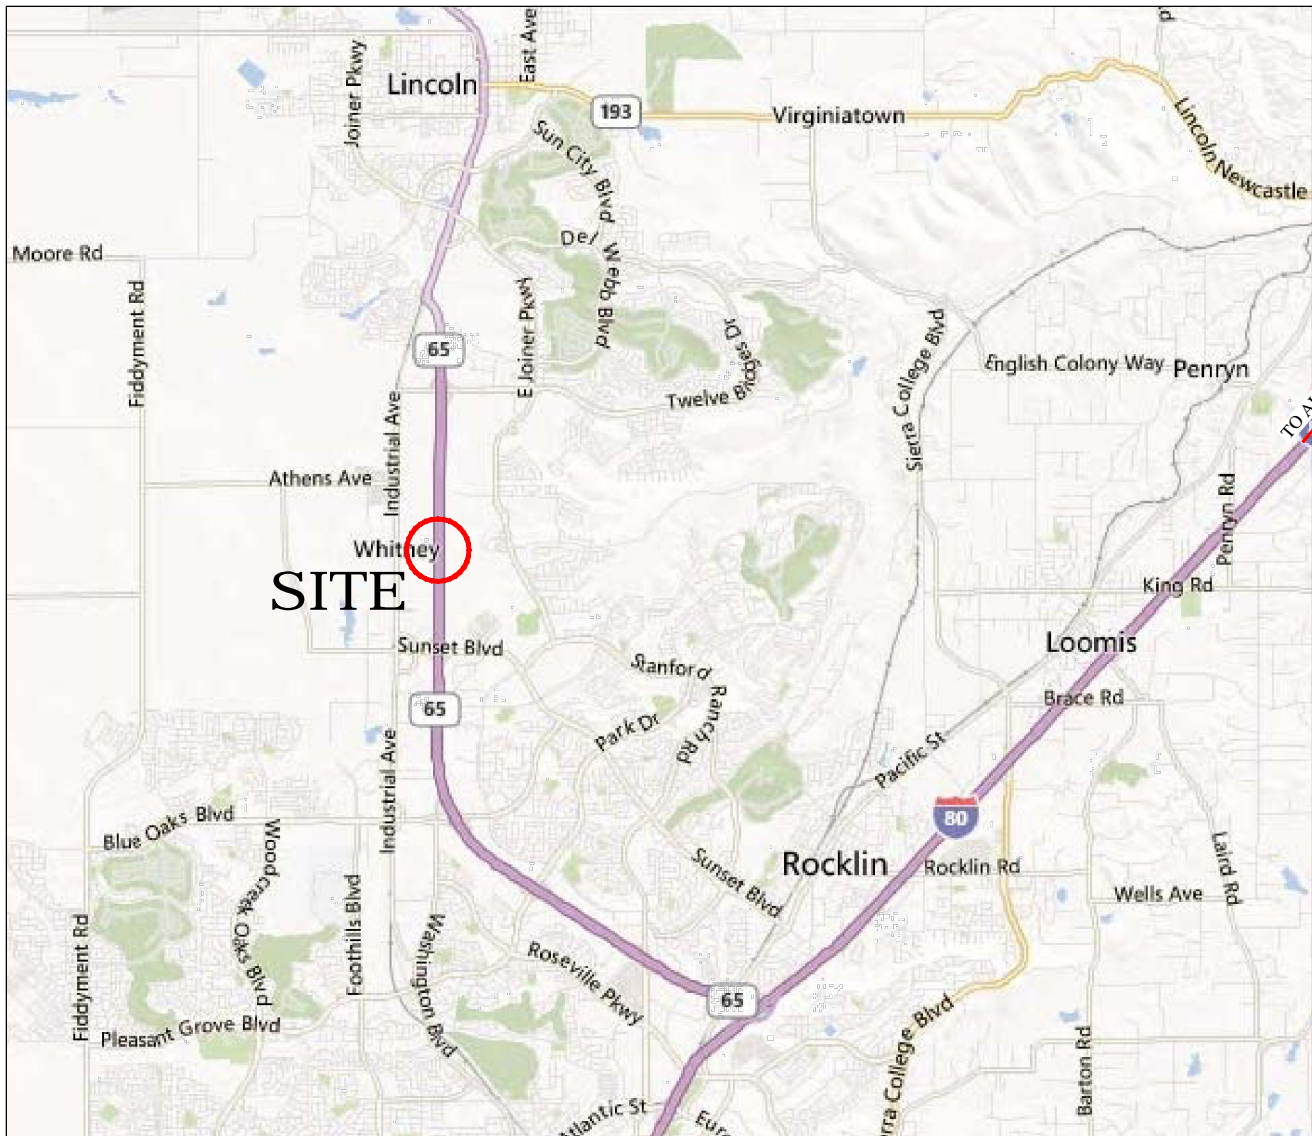 East Ave
Joiner Pkwy
Lincoln
193
Virginiatown
Lincoln Newcastle
Sun City Blvd
Del Webb Blvd
Moore Rd
Fiddyment Rd
E Joiner Pkwy
65
Twelve Bridges Dr
Sierra College Blvd
English Colony Way
Penryn
Industrial Ave
Athens Ave
Penryn Rd
Whitney
SITE
King Rd
Sunset Blvd
Loomis
Stanford Ranch Rd
Brace Rd
65
Park Dr
Pacific St
Industrial Ave
Blue Oaks Blvd
80
Woodcreek Oaks Blvd
Rocklin
Rocklin Rd
Sunset Blvd
Laird Rd
Wells Ave
Foothills Blvd
Fiddyment Rd
Washington Blvd
Roseville Pkwy
65
Pleasant Grove Blvd
Barton Rd
Atlantic St